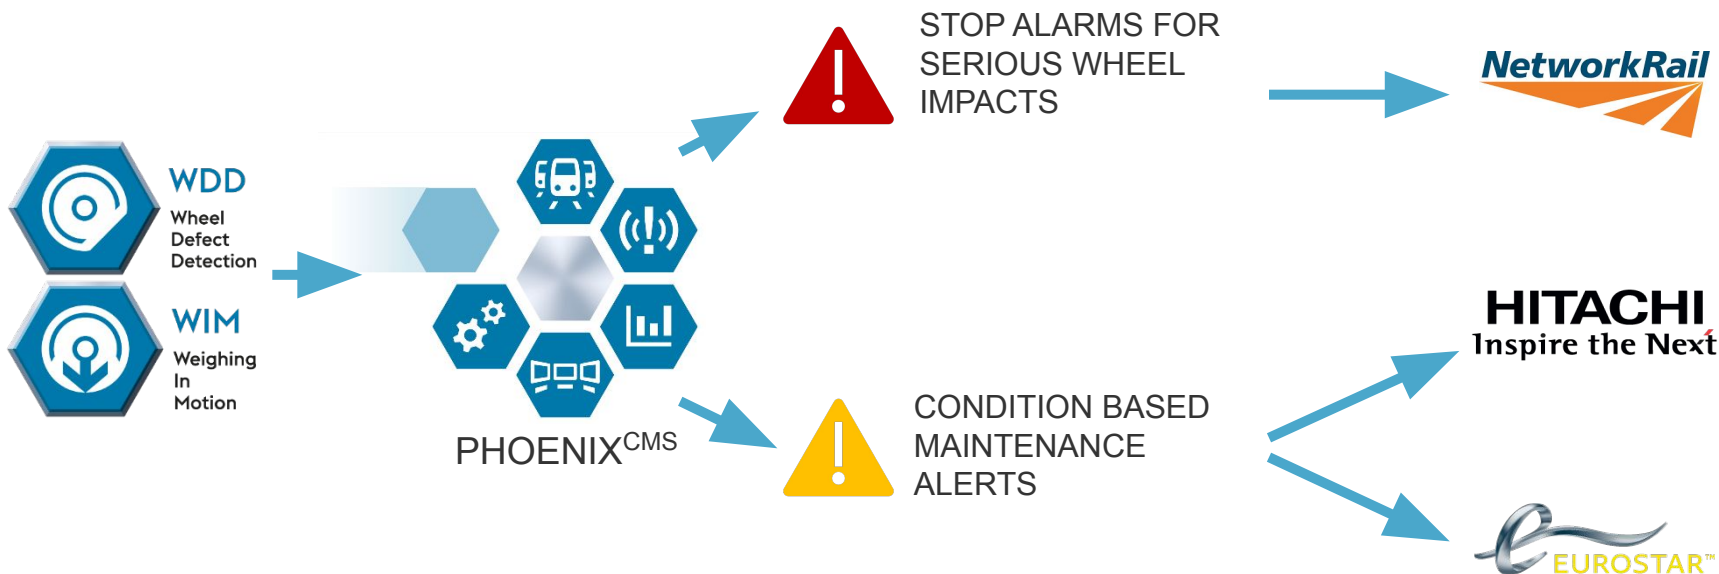 WDD
Wheel
Defect
Detection
WIM
Weighing
In
Motion
PHOENIXCMS
STOP ALARMS FOR
SERIOUS WHEEL
IMPACTS
NetworkRail
CONDITION BASED
MAINTENANCE
ALERTS
HITACHI
Inspire the Next
EUROSTAR™